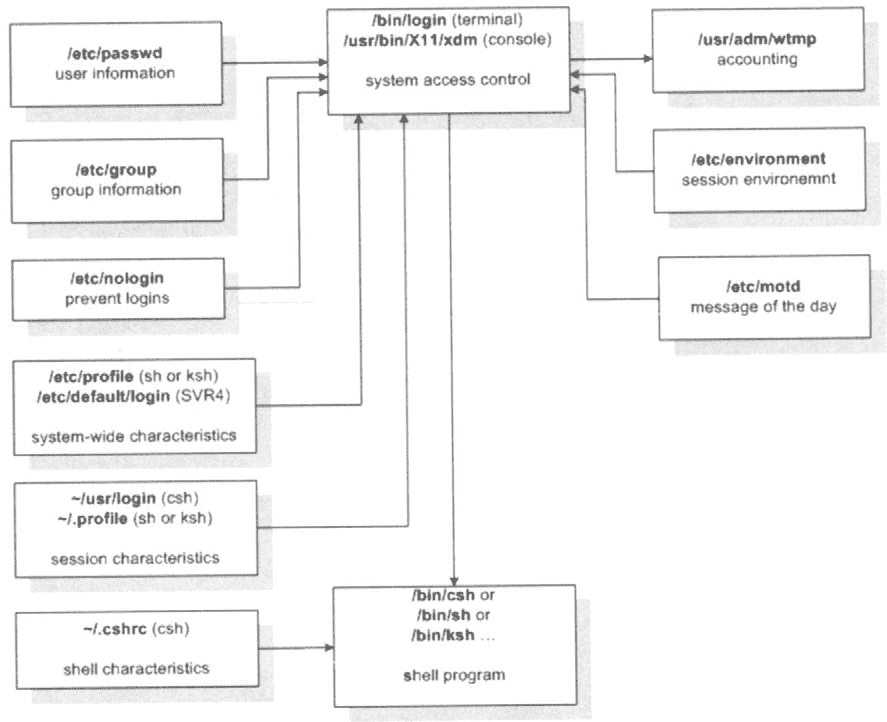 /etc/passwd
user information
/etc/group
group information
/etc/nologin
prevent logins
/etc/profile (sh or ksh)
/etc/default/login (SVR4)
system-wide characteristics
~/usr/login (csh)
~/.profile (sh or ksh)
session characteristics
~/.cshrc (csh)
shell characteristics
/bin/login (terminal)
/usr/bin/X11/xdm (console)
system access control
/bin/csh or
/bin/sh or
/bin/ksh ...
shell program
/usr/adm/wtmp
accounting
/etc/environment
session environemnt
/etc/motd
message of the day